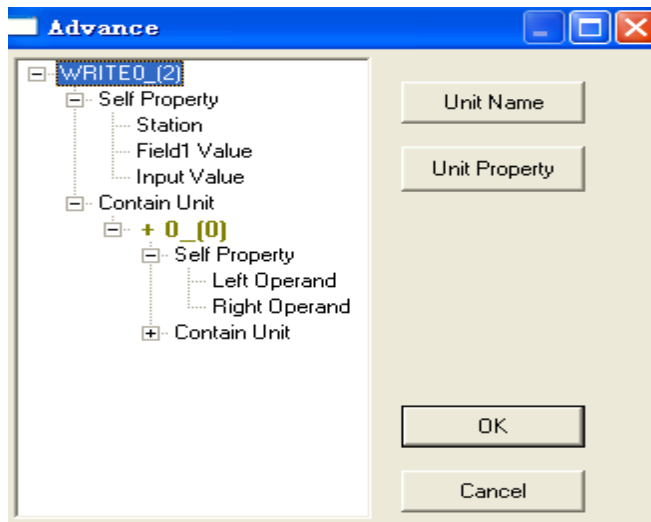 Advance
WRITE0_(2)
Self Property
Station
Field1 Value
Input Value
Contain Unit
+ 0_(0)
Self Property
Left Operand
Right Operand
Contain Unit
Unit Name
Unit Property
OK
Cancel